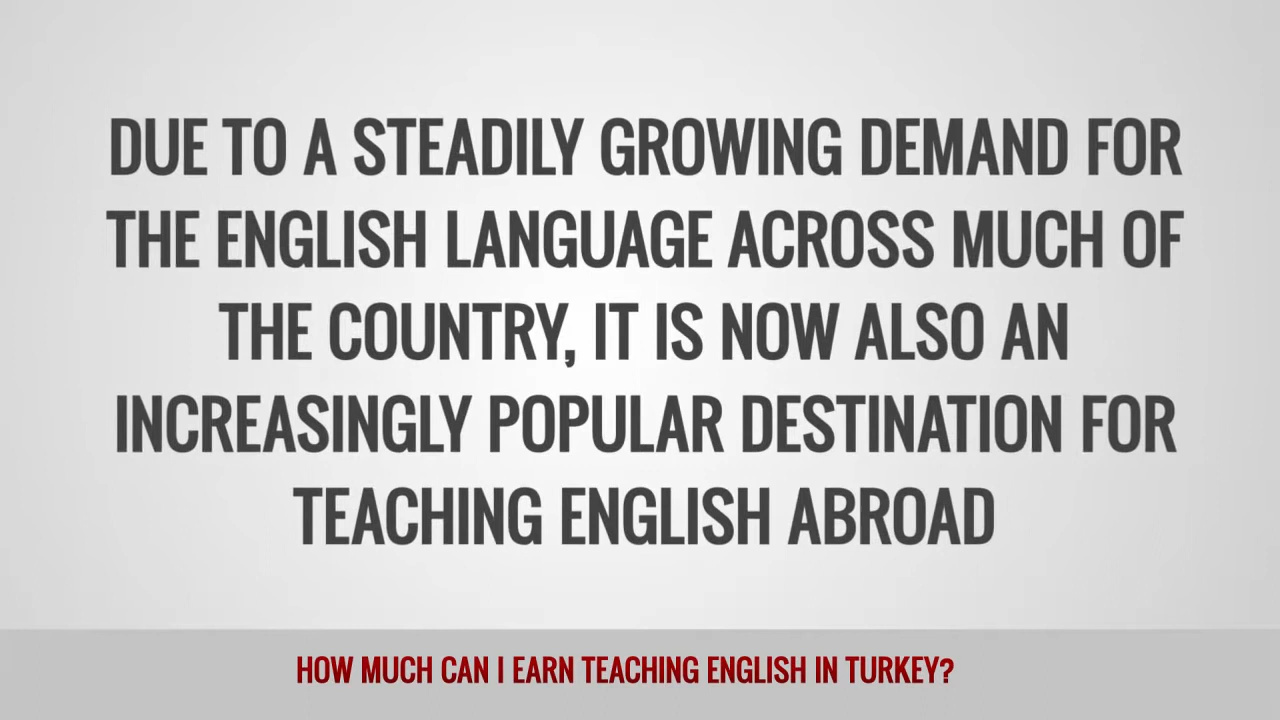 DUE TO A STEADILY GROWING DEMAND FOR
THE ENGLISH LANGUAGE ACROSS MUCH OF
THE COUNTRY, IT IS NOW ALSO AN
INCREASINGLY POPULAR DESTINATION FOR
TEACHING ENGLISH ABROAD
HOW MUCH CAN I EARN TEACHING ENGLISH IN TURKEY?